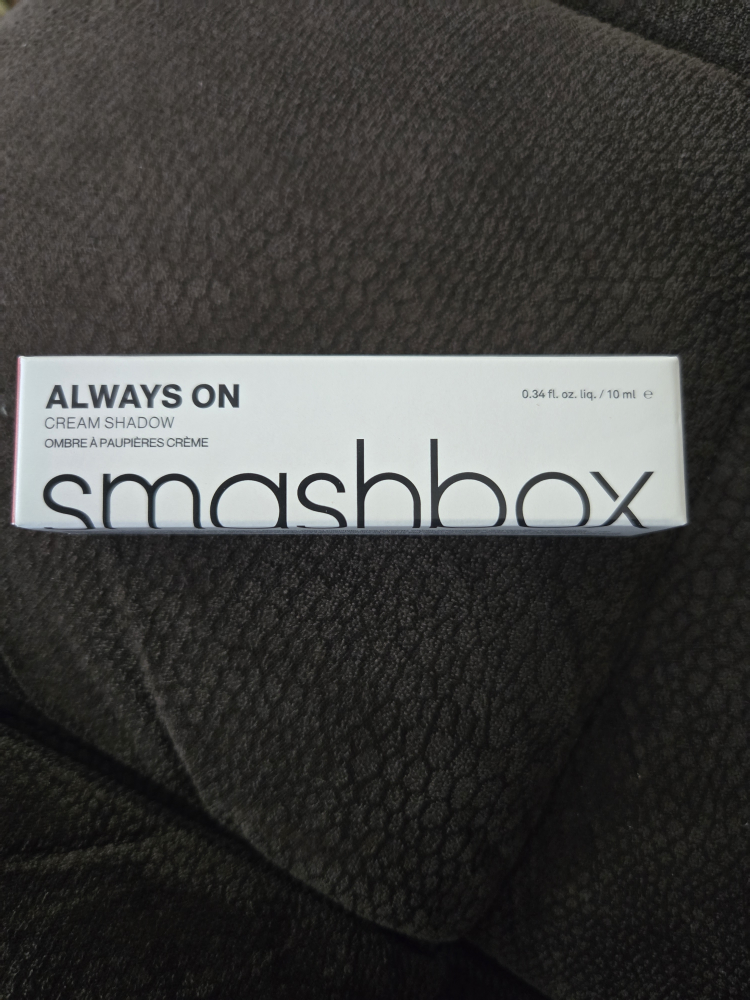 ALWAYS ON
0.34 fl. oz. liq. / 10 ml ℮
CREAM SHADOW
OMBRE À PAUPIÈRES CRÈME
smashbox